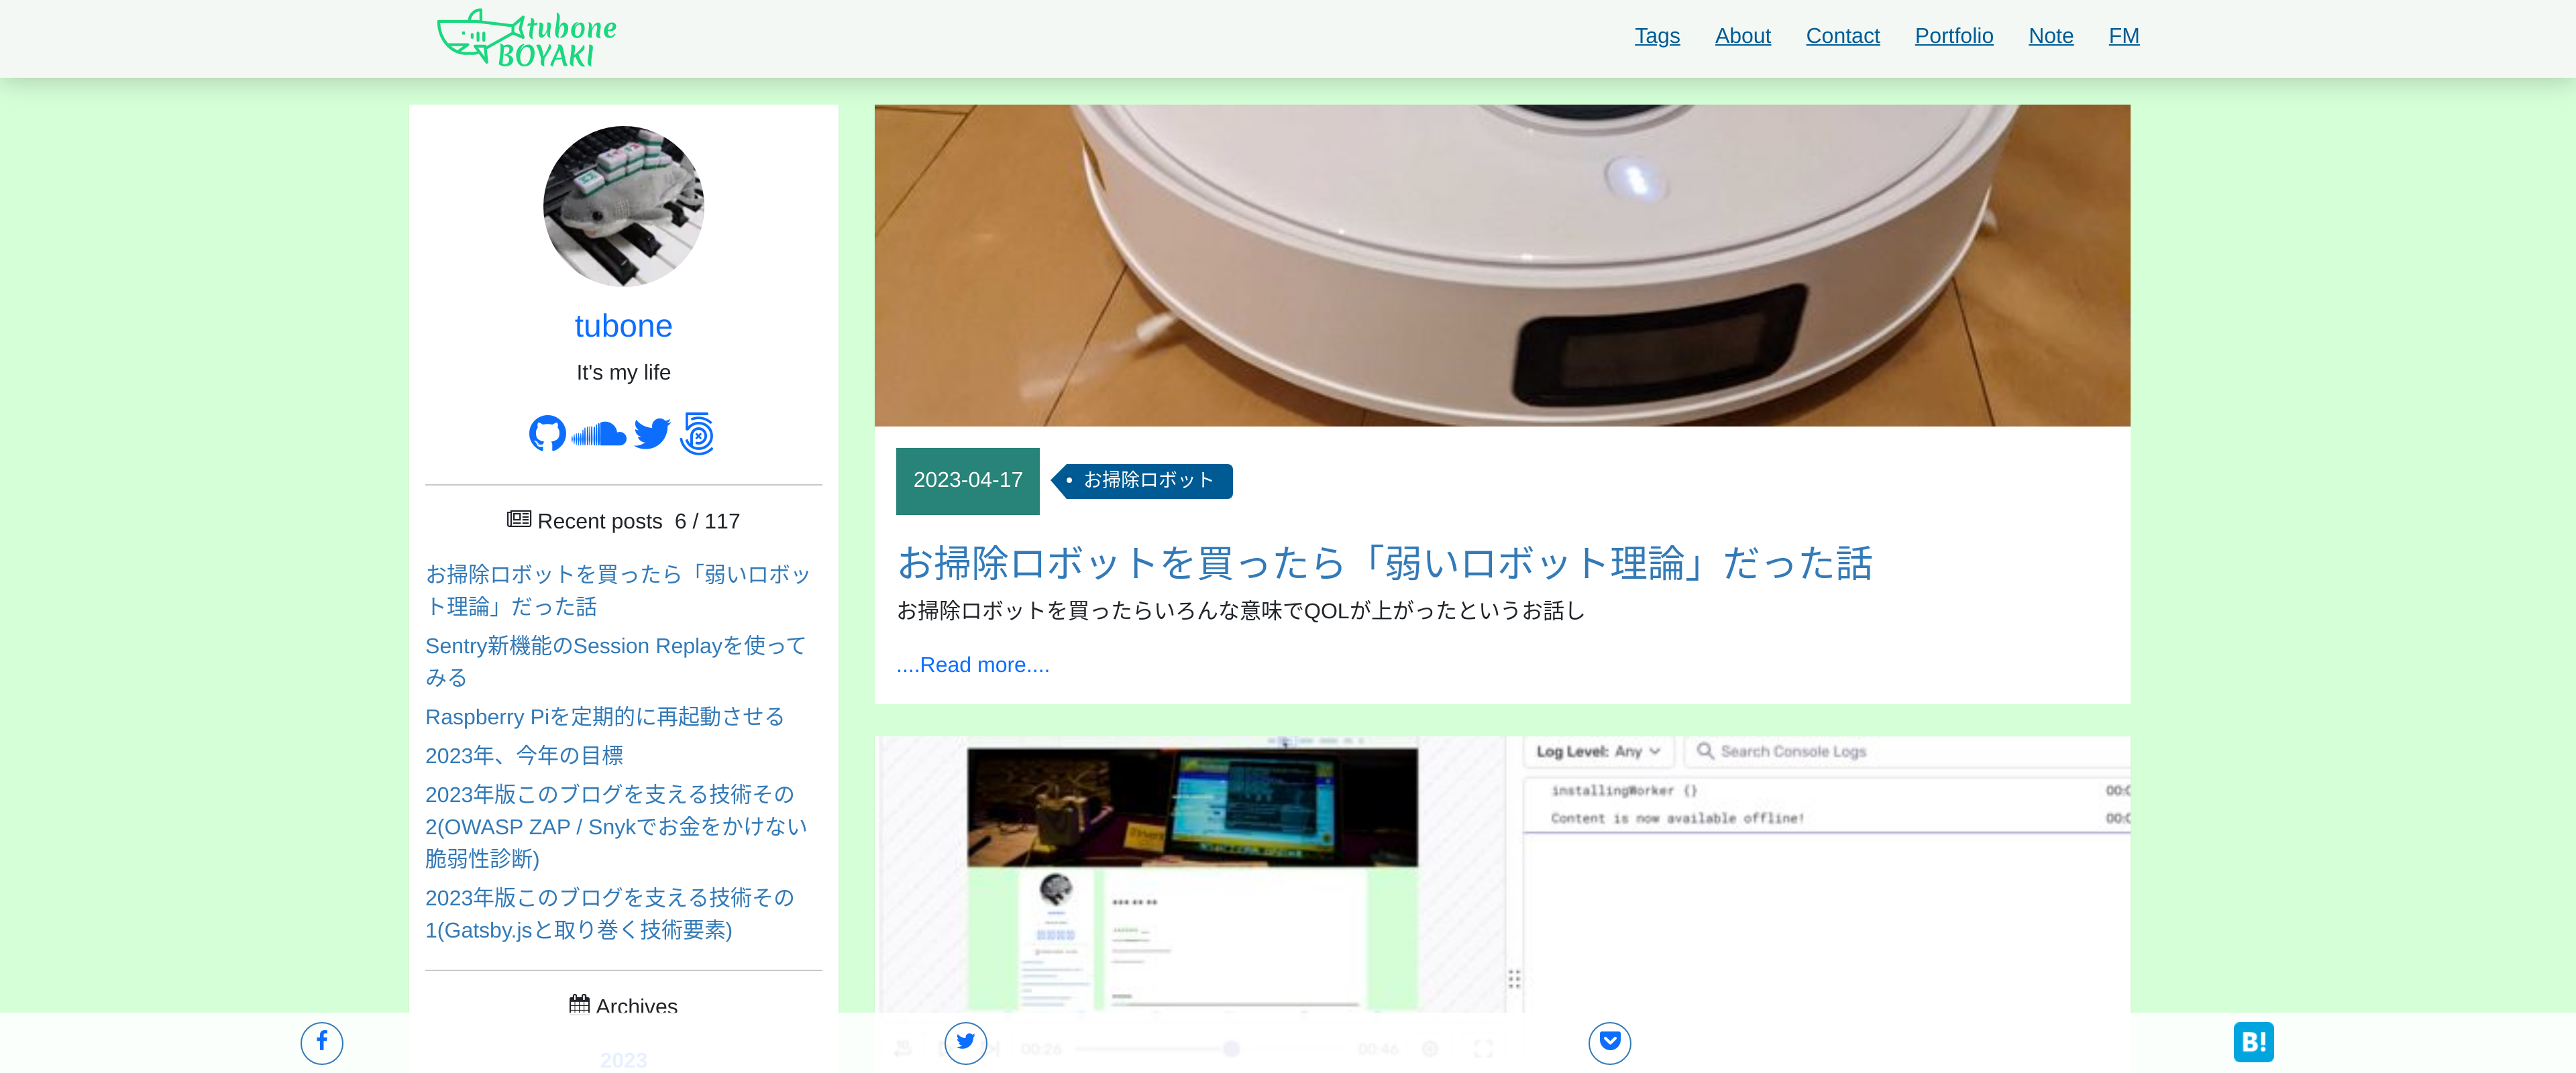 tubone
BOYAKI
Tags
About
Contact
Portfolio
Note
FM
tubone
It's my life
Recent posts 6 / 117
お掃除ロボットを買ったら「弱いロボッ
ト理論」だった話
Sentry新機能のSession Replayを使って
みる
Raspberry Piを定期的に再起動させる
2023年、今年の目標
2023年版このブログを支える技術その
2(OWASP ZAP / Snykでお金をかけない
脆弱性診断)
2023年版このブログを支える技術その
1(Gatsby.jsと取り巻く技術要素)
Archives
2023
2023-04-17
お掃除ロボット
お掃除ロボットを買ったら「弱いロボット理論」だった話
お掃除ロボットを買ったらいろんな意味でQOLが上がったというお話し
....Read more....
Log Level: Any
Search Console Logs
installingWorker {}
Content is now available offline!
00:26
00:46
B!